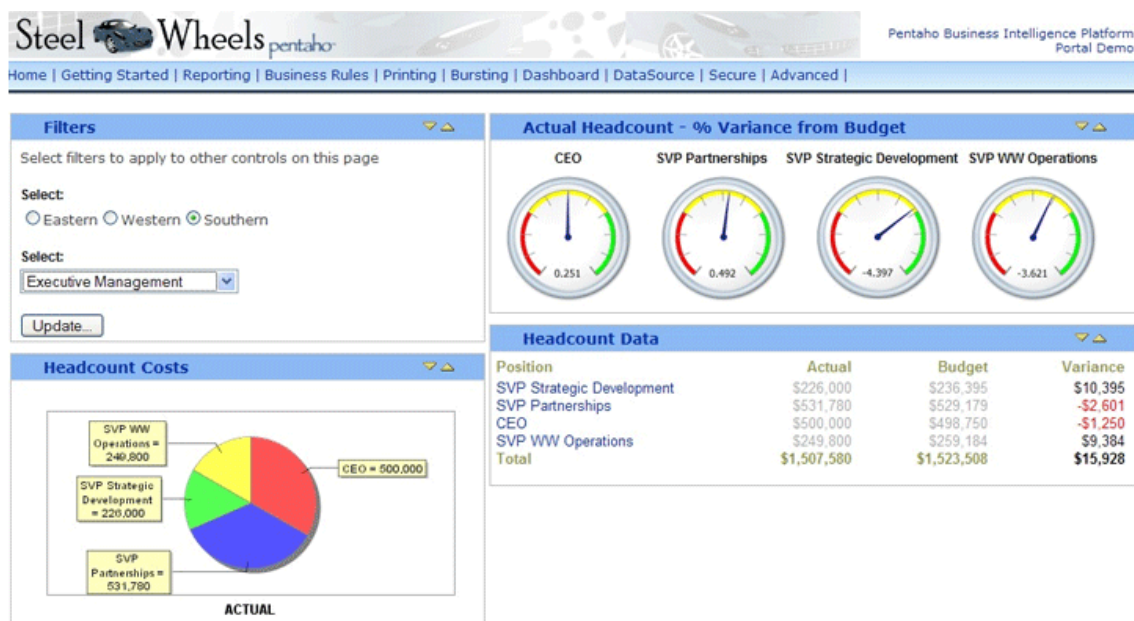 Steel Wheels pentaho
Pentaho Business Intelligence Platform
Portal Demo
Home | Getting Started | Reporting | Business Rules | Printing | Bursting | Dashboard | DataSource | Secure | Advanced |
Filters
Select filters to apply to other controls on this page
Select:
Eastern Western Southern
Select:
Executive Management
Update...
Actual Headcount - % Variance from Budget
CEO SVP Partnerships SVP Strategic Development SVP WW Operations
0.251 0.492 -4.397 -3.621
Headcount Costs
SVP WW
Operations =
249,800
CEO = 500,000
SVP Strategic
Development
= 226,000
SVP
Partnerships =
531,780
ACTUAL
Headcount Data
Position Actual Budget Variance
SVP Strategic Development $226,000 $236,395 $10,395
SVP Partnerships $531,780 $529,179 -$2,601
CEO $500,000 $498,750 -$1,250
SVP WW Operations $249,800 $259,184 $9,384
Total $1,507,580 $1,523,508 $15,928